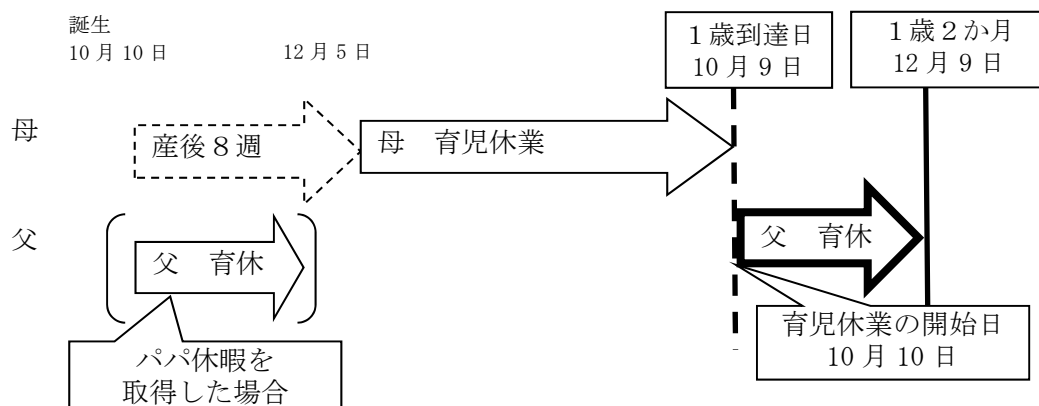 誕生
10月10日
12月5日
1歳到達日
10月9日
1歳2か月
12月9日
母
産後8週
母 育児休業
父
父 育休
父 育休
育児休業の開始日
10月10日
パパ休暇を
取得した場合